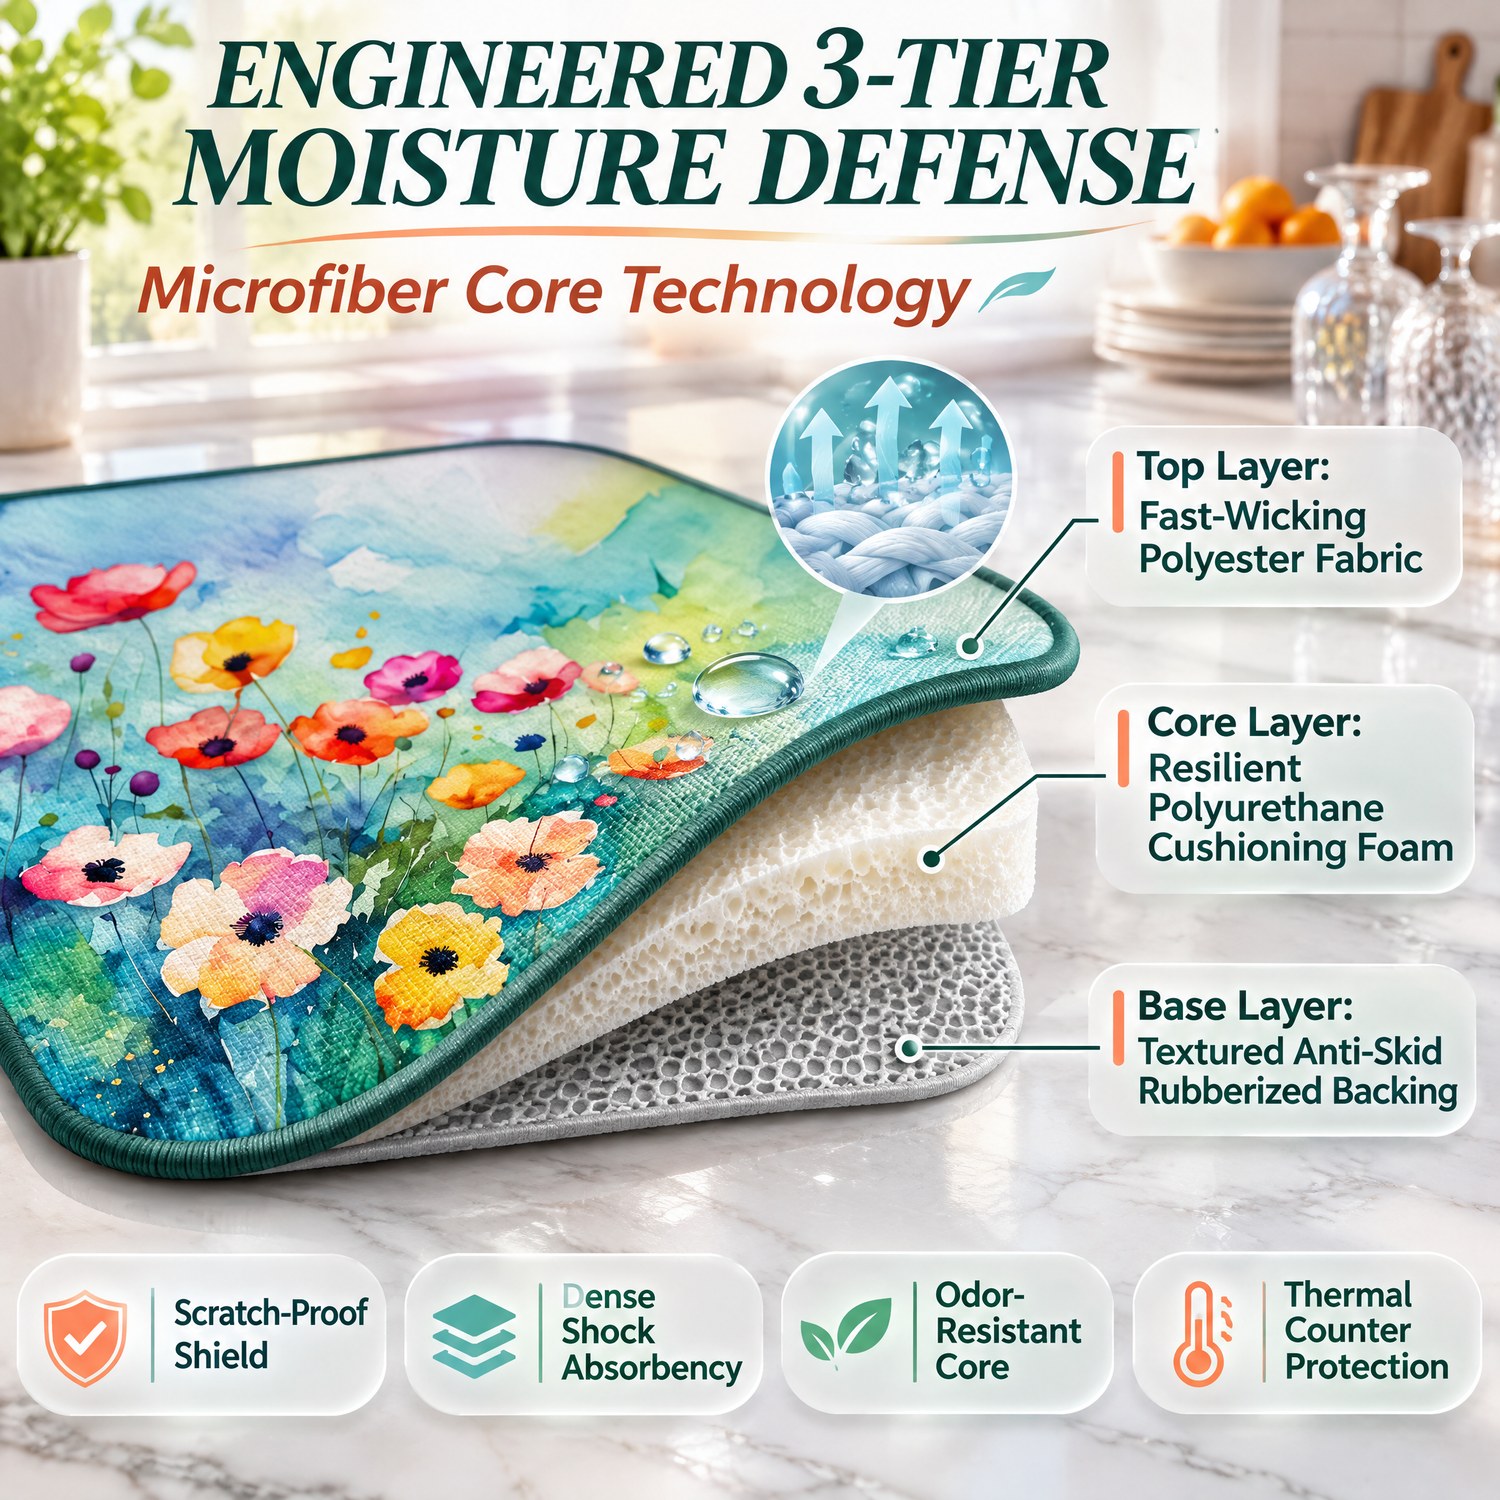 ENGINEERED 3-TIER
MOISTURE DEFENSE
Microfiber Core Technology
Top Layer:
Fast-Wicking
Polyester Fabric
Core Layer:
Resilient
Polyurethane
Cushioning Foam
Base Layer:
Textured Anti-Skid
Rubberized Backing
Scratch-Proof
Shield
Dense
Shock
Absorbency
Odor-
Resistant
Core
Thermal
Counter
Protection